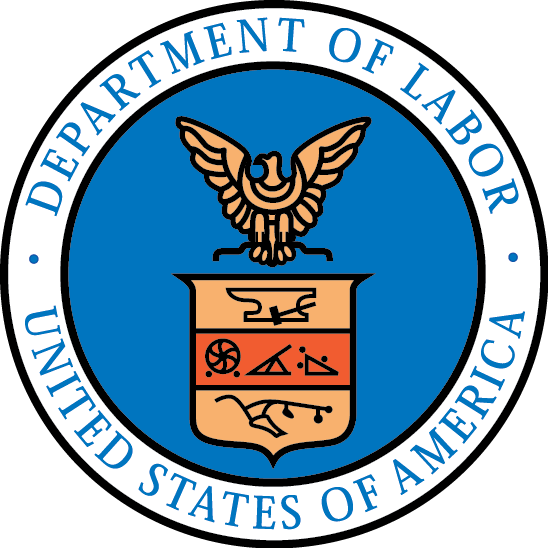 DEPARTMENT OF LABOR
UNITED STATES OF AMERICA